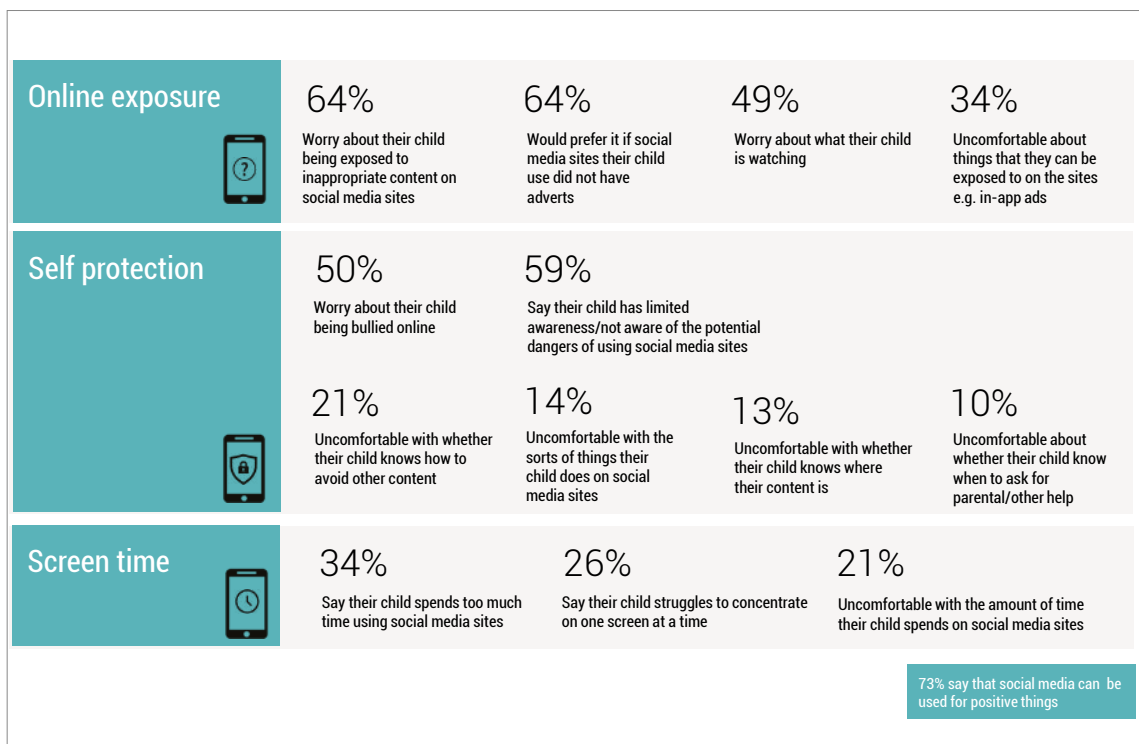 Online exposure
64%
Worry about their child
being exposed to
inappropriate content on
social media sites
64%
Would prefer it if social
media sites their child
use did not have
adverts
49%
Worry about what their child
is watching
34%
Uncomfortable about
things that they can be
exposed to on the sites
e.g. in-app ads
?
Self protection
50%
Worry about their child
being bullied online
59%
Say their child has limited
awareness/not aware of the potential
dangers of using social media sites
21%
Uncomfortable with whether
their child knows how to
avoid other content
14%
Uncomfortable with the
sorts of things their
child does on social
media sites
13%
Uncomfortable with whether
their child knows where
their content is
10%
Uncomfortable about
whether their child know
when to ask for
parental/other help
Screen time
34%
Say their child spends too much
time using social media sites
26%
Say their child struggles to concentrate
on one screen at a time
21%
Uncomfortable with the amount of time
their child spends on social media sites
73% say that social media can be
used for positive things